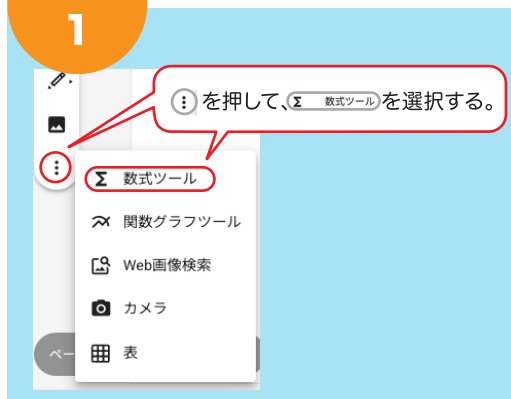 1
を押して、Σ 数式ツールを選択する。
Σ 数式ツール
関数グラフツール
Web画像検索
カメラ
表
ペー